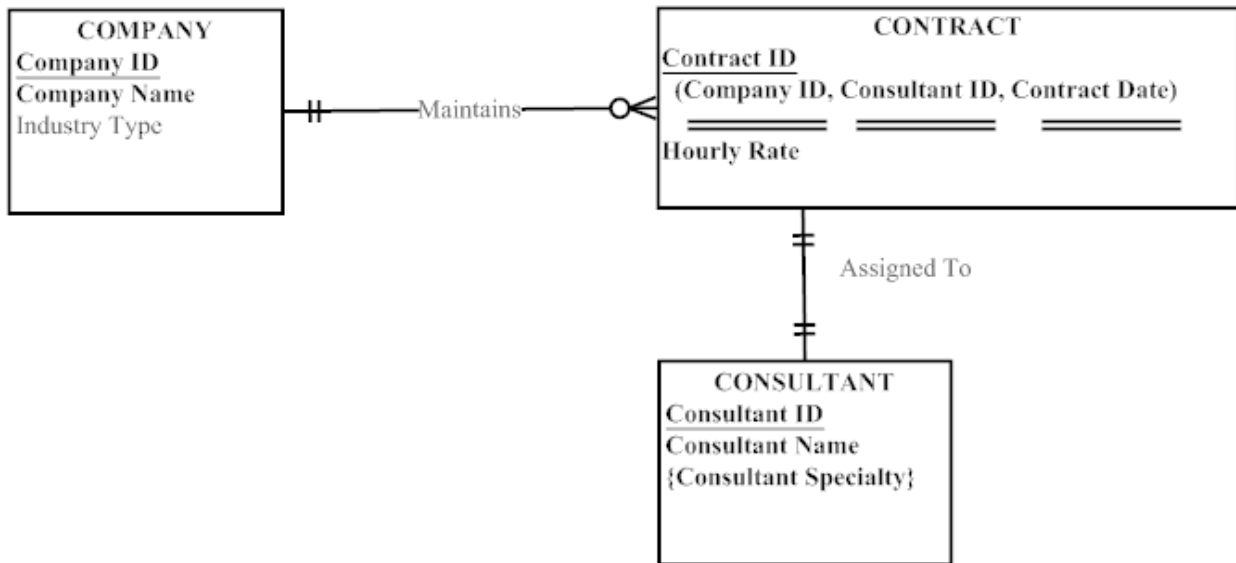 COMPANY
Company ID
Company Name
Industry Type
Maintains
CONTRACT
Contract ID
(Company ID, Consultant ID, Contract Date)
Hourly Rate
Assigned To
CONSULTANT
Consultant ID
Consultant Name
{Consultant Specialty}